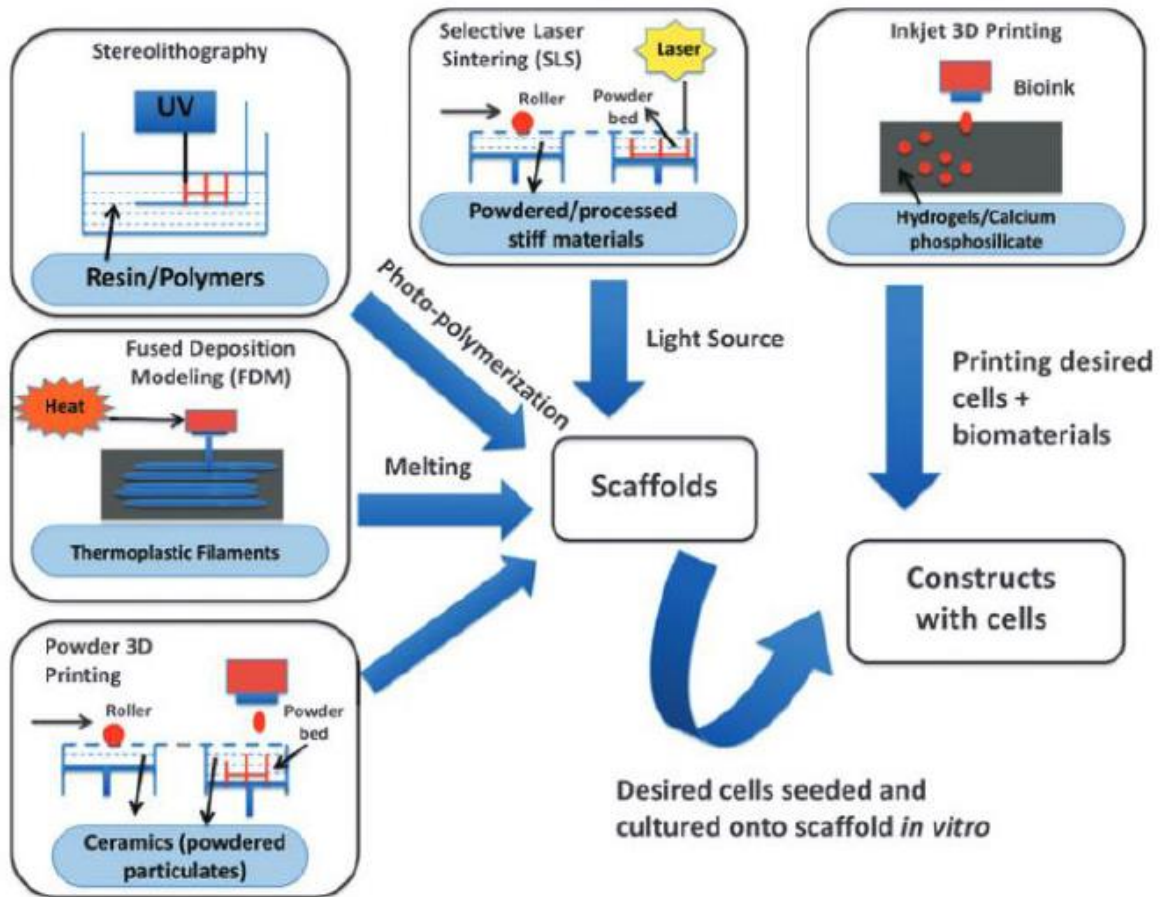 Stereolithography
UV
Resin/Polymers
Selective Laser
Sintering (SLS)
Laser
Roller
Powder
bed
Powdered/processed
stiff materials
Inkjet 3D Printing
Bioink
Hydrogels/Calcium
phosphosilicate
Photo-polymerization
Light Source
Printing desired
cells +
biomaterials
Fused Deposition
Modeling (FDM)
Heat
Thermoplastic Filaments
Melting
Scaffolds
Constructs
with cells
Powder 3D
Printing
Roller
Powder
bed
Ceramics (powdered
particulates)
Desired cells seeded and
cultured onto scaffold in vitro